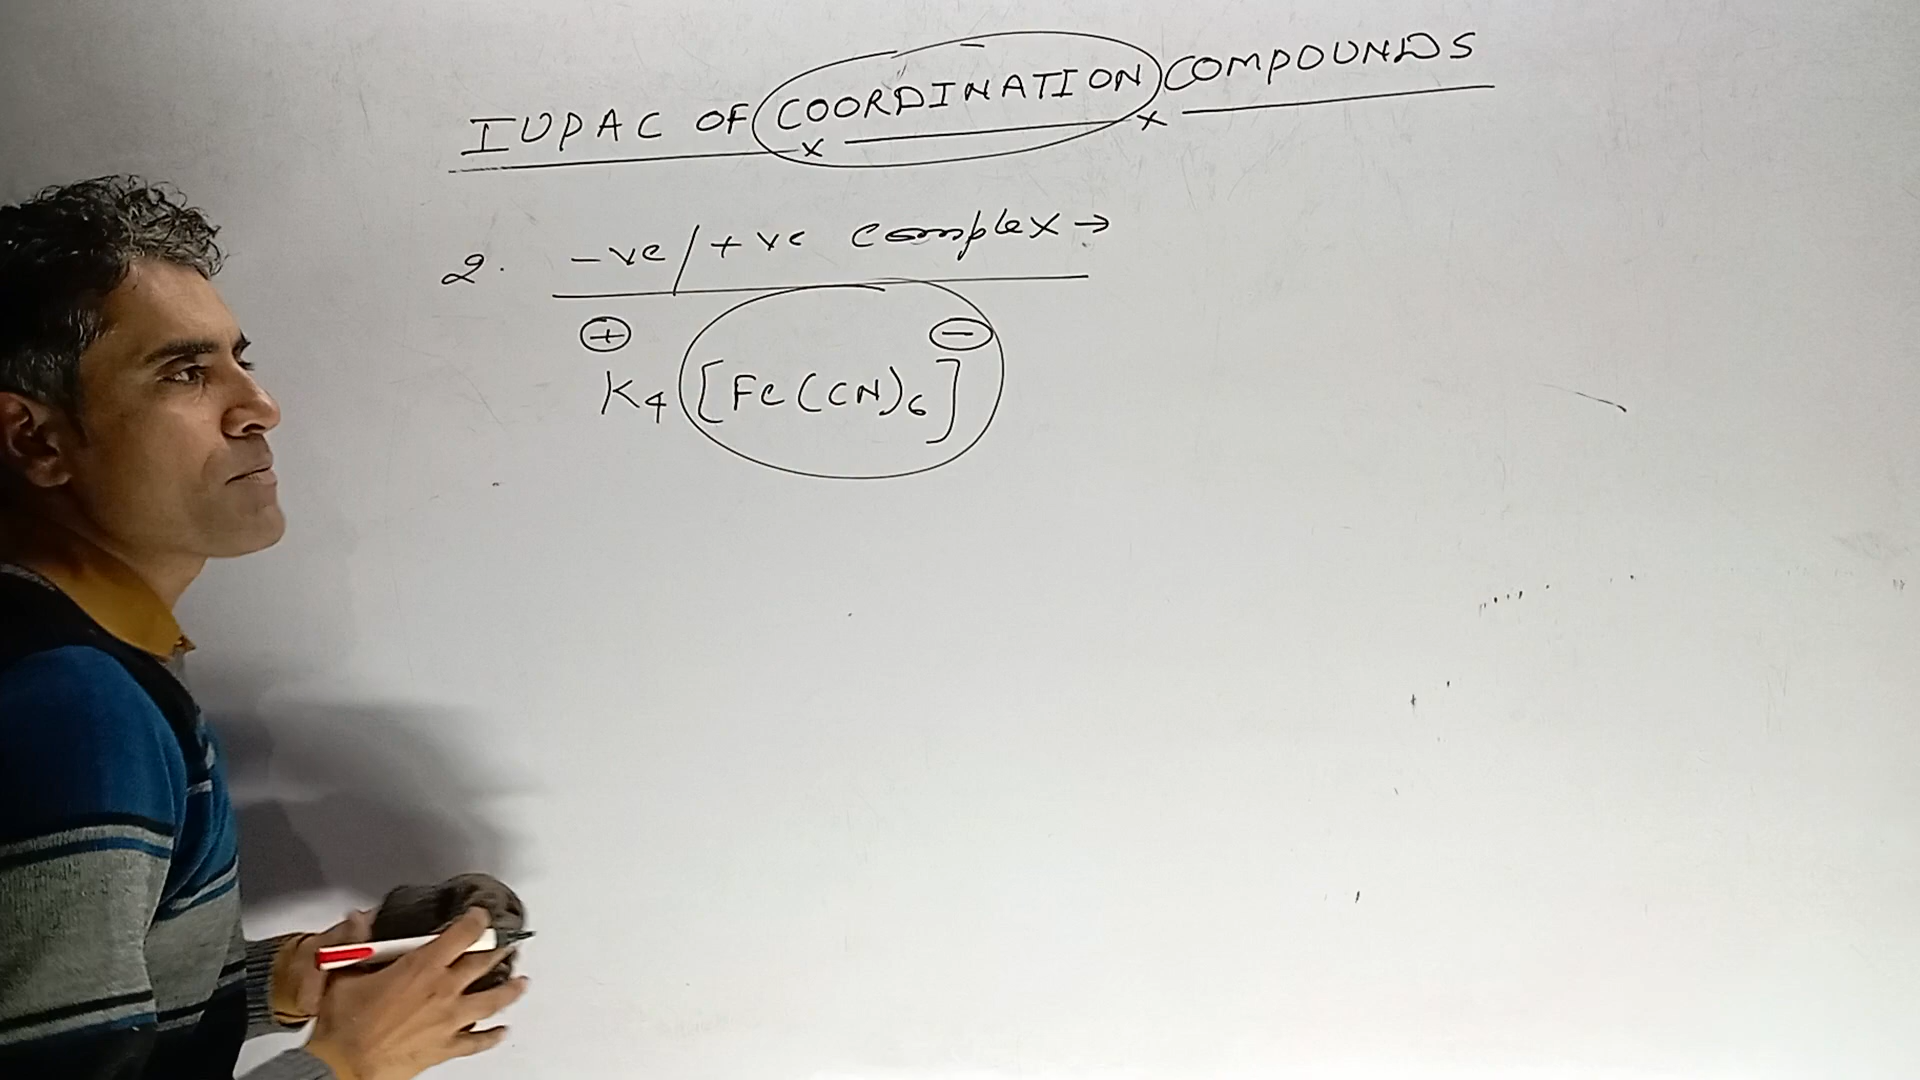 IUPAC OF COORDINATION COMPOUNDS
2. -ve/+ve complex →
+ -
K4 [Fe(CN)6]